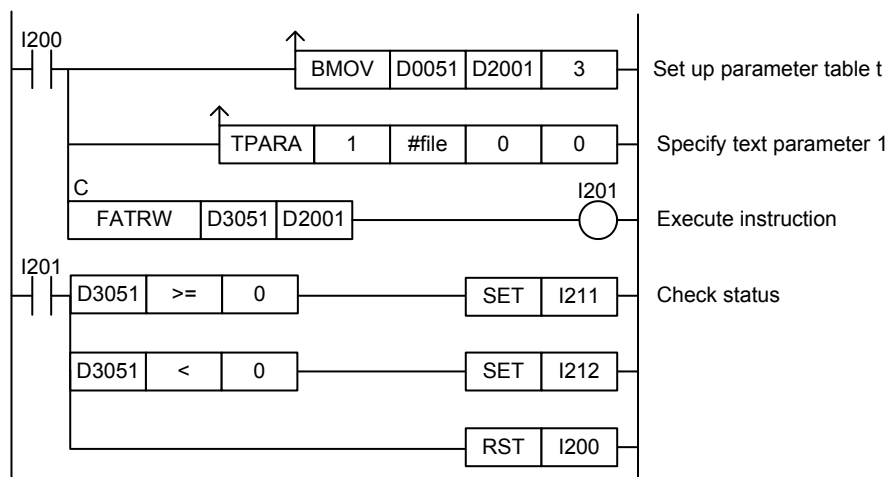 I200
BMOV D0051 D2001 3 Set up parameter table t
TPARA 1 #file 0 0 Specify text parameter 1
C I201
FATRW D3051 D2001 Execute instruction
I201
D3051 >= 0 SET I211 Check status
D3051 < 0 SET I212
RST I200